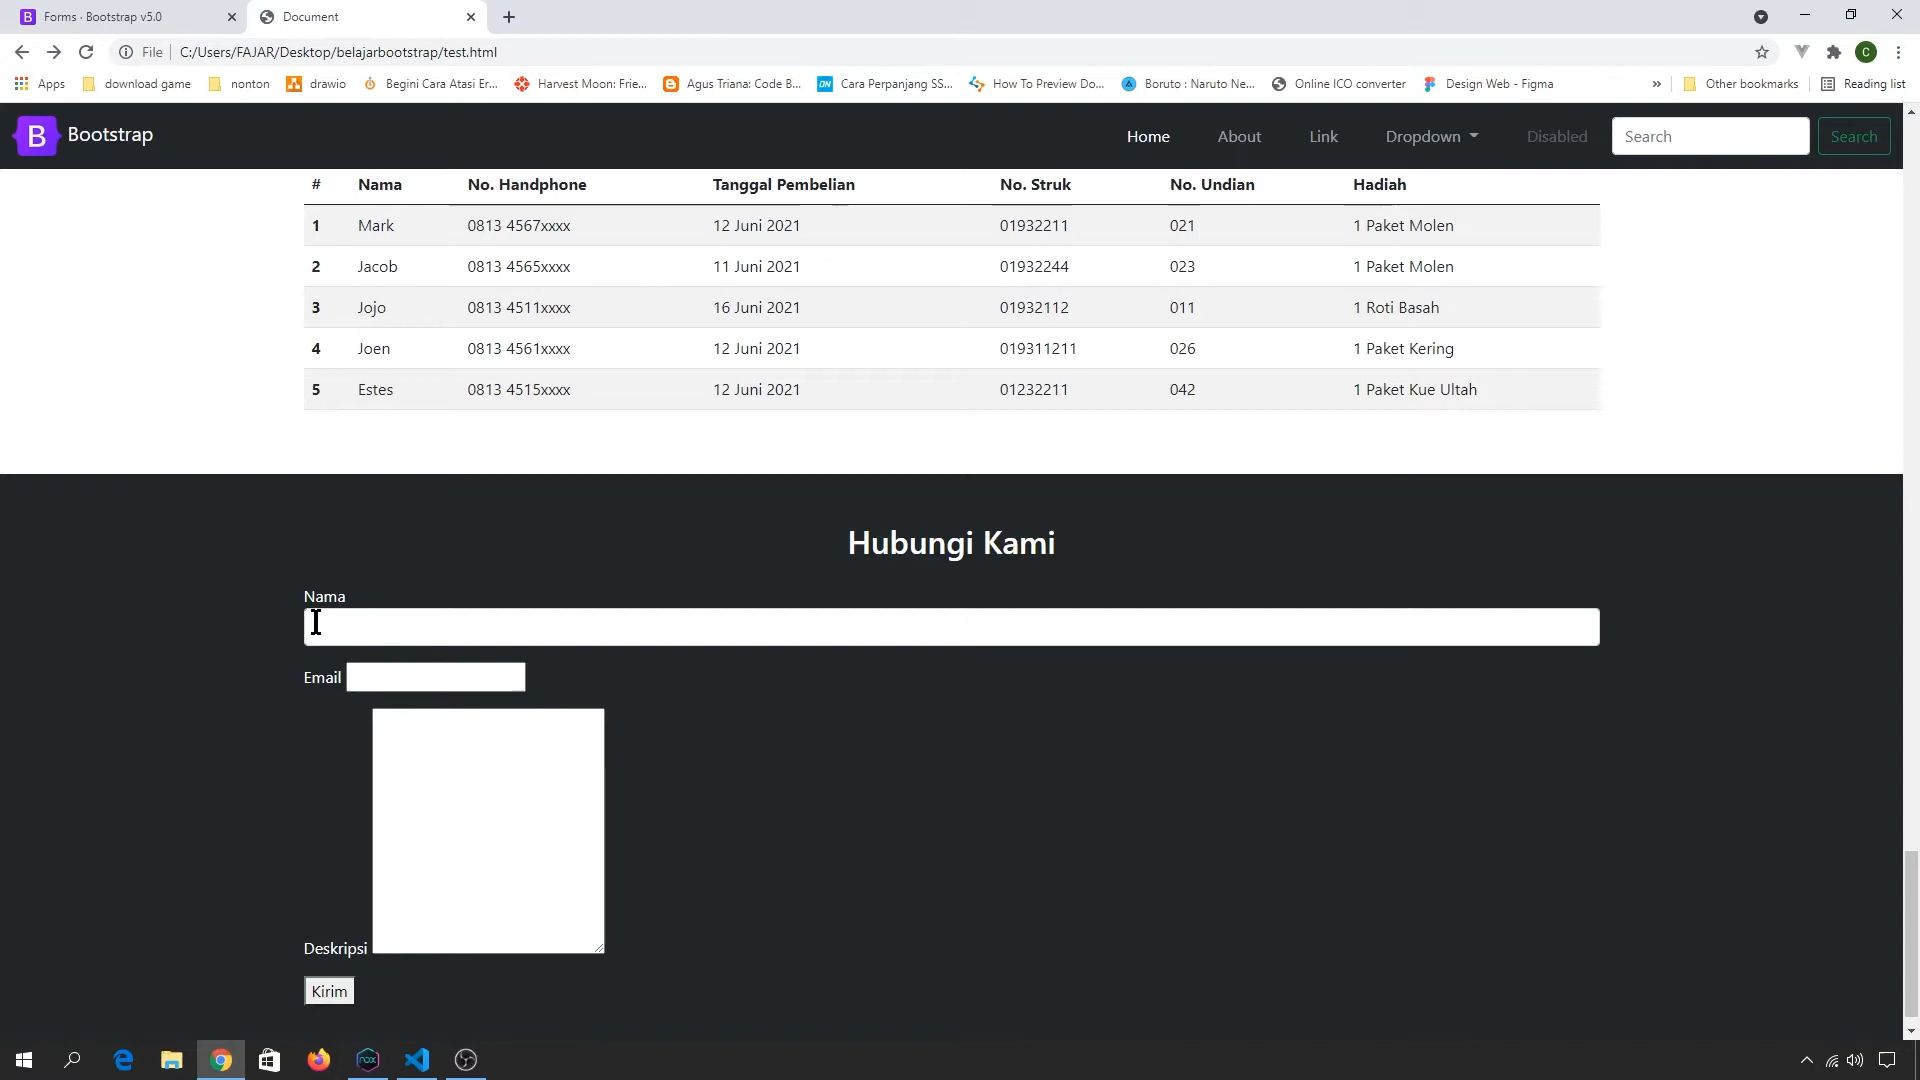 Forms · Bootstrap v5.0
Document
File
C:/Users/FAJAR/Desktop/belajarbootstrap/test.html
C
Apps
download game
nonton
drawio
Begini Cara Atasi Er...
Harvest Moon: Frie...
Agus Triana: Code B...
Cara Perpanjang SS...
How To Preview Do...
Boruto : Naruto Ne...
Online ICO converter
Design Web - Figma
»
Other bookmarks
Reading list
B Bootstrap
Home
About
Link
Dropdown
Disabled
Search
Search
# Nama No. Handphone Tanggal Pembelian No. Struk No. Undian Hadiah
1 Mark 0813 4567xxxx 12 Juni 2021 01932211 021 1 Paket Molen
2 Jacob 0813 4565xxxx 11 Juni 2021 01932244 023 1 Paket Molen
3 Jojo 0813 4511xxxx 16 Juni 2021 01932112 011 1 Roti Basah
4 Joen 0813 4561xxxx 12 Juni 2021 019311211 026 1 Paket Kering
5 Estes 0813 4515xxxx 12 Juni 2021 01232211 042 1 Paket Kue Ultah
Hubungi Kami
Nama
Email
Deskripsi
Kirim